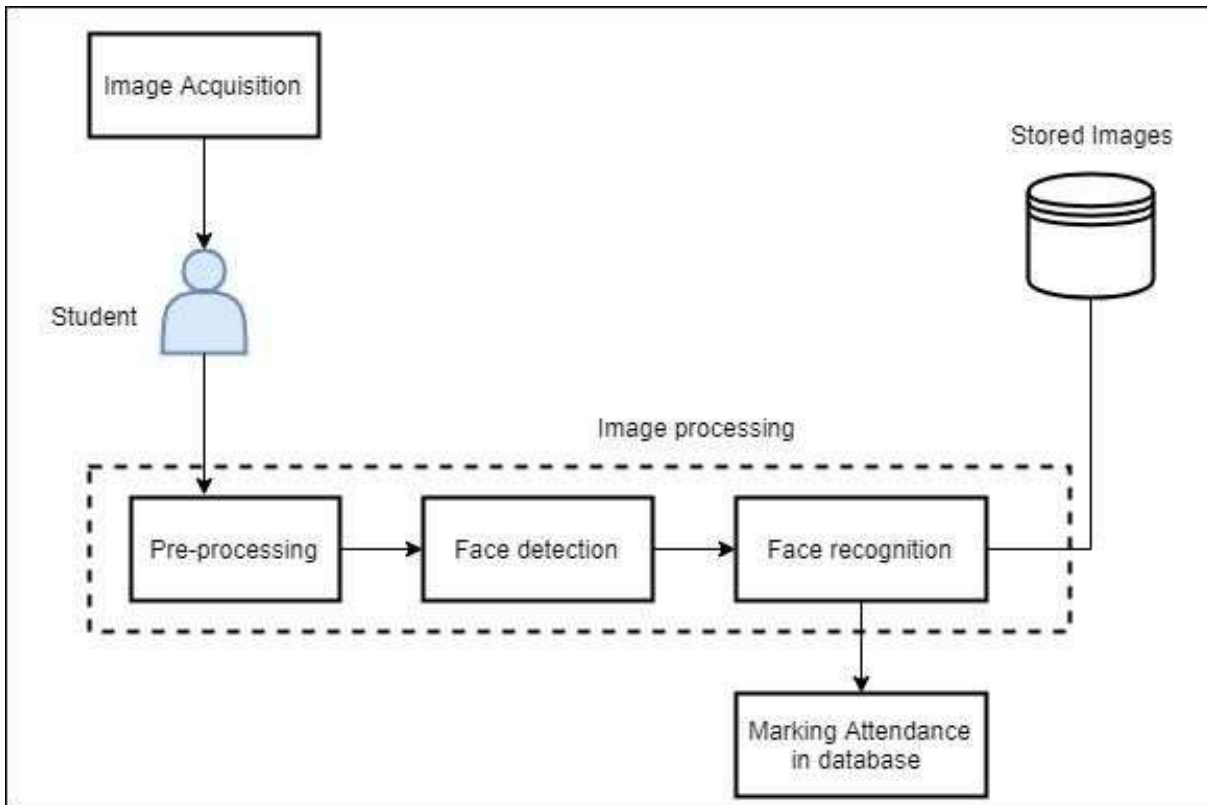 Image Acquisition
Stored Images
Student
Image processing
Pre-processing
Face detection
Face recognition
Marking Attendance
in database